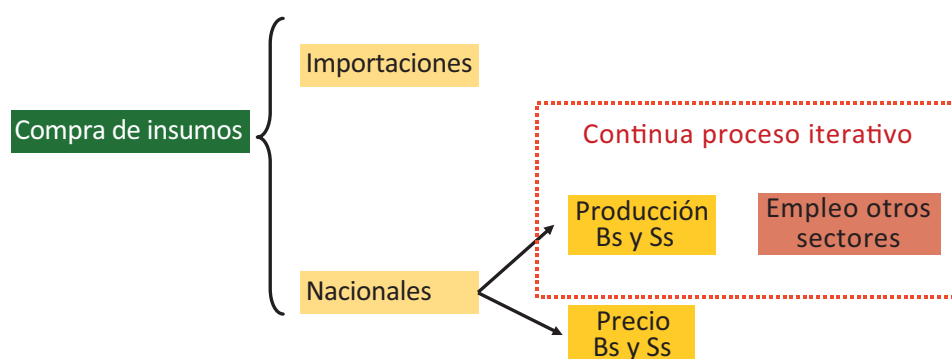 Importaciones
Compra de insumos
Continua proceso iterativo
Producción
Bs y Ss
Empleo otros
sectores
Nacionales
Precio
Bs y Ss